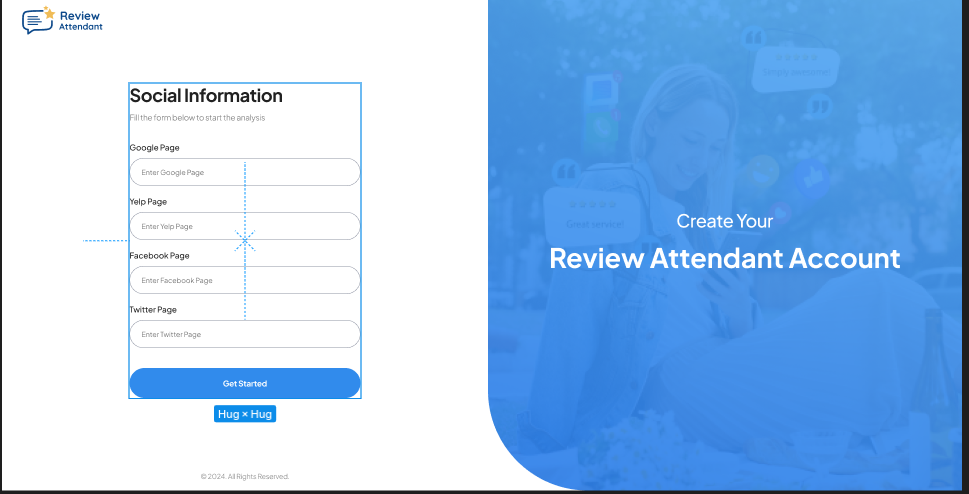 Review
Attendant
Social Information
Fill the form below to start the analysis
Google Page
Enter Google Page
Yelp Page
Enter Yelp Page
Facebook Page
Enter Facebook Page
Twitter Page
Enter Twitter Page
Get Started
Hug × Hug
© 2024. All Rights Reserved.
Great service!
Create Your
Review Attendant Account